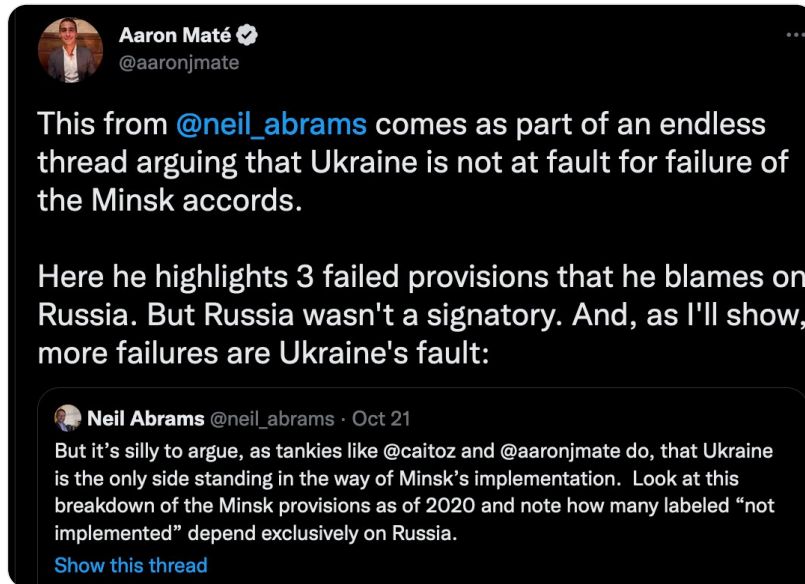 Aaron Maté
@aaronjmate
This from @neil_abrams comes as part of an endless
thread arguing that Ukraine is not at fault for failure of
the Minsk accords.
Here he highlights 3 failed provisions that he blames on
Russia. But Russia wasn't a signatory. And, as I'll show,
more failures are Ukraine's fault:
Neil Abrams @neil_abrams · Oct 21
But it’s silly to argue, as tankies like @caitoz and @aaronjmate do, that Ukraine
is the only side standing in the way of Minsk’s implementation. Look at this
breakdown of the Minsk provisions as of 2020 and note how many labeled “not
implemented” depend exclusively on Russia.
Show this thread